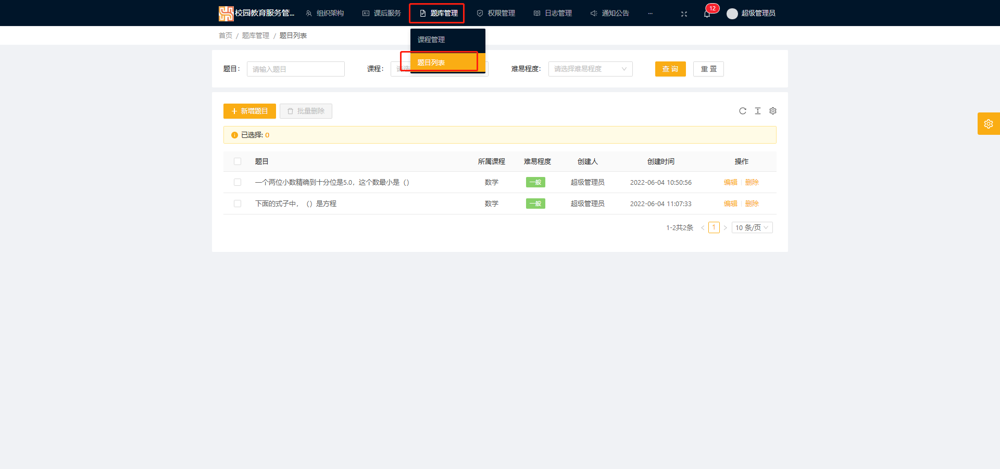 校园教育服务管... 组织架构 课后服务 题库管理 权限管理 日志管理 通知公告 ... 12 超级管理员
首页 / 题库管理 / 题目列表
课程管理
题目列表
题目: 请输入题目 课程: 请选 难易程度: 请选择难易程度 查 询 重 置
新增题目 批量删除
已选择: 0
题目 所属课程 难易程度 创建人 创建时间 操作
一个两位小数精确到十分位是5.0，这个数最小是（） 数学 一般 超级管理员 2022-06-04 10:50:56 编辑 删除
下面的式子中，（）是方程 数学 一般 超级管理员 2022-06-04 11:07:33 编辑 删除
1-2共2条 < 1 > 10 条/页